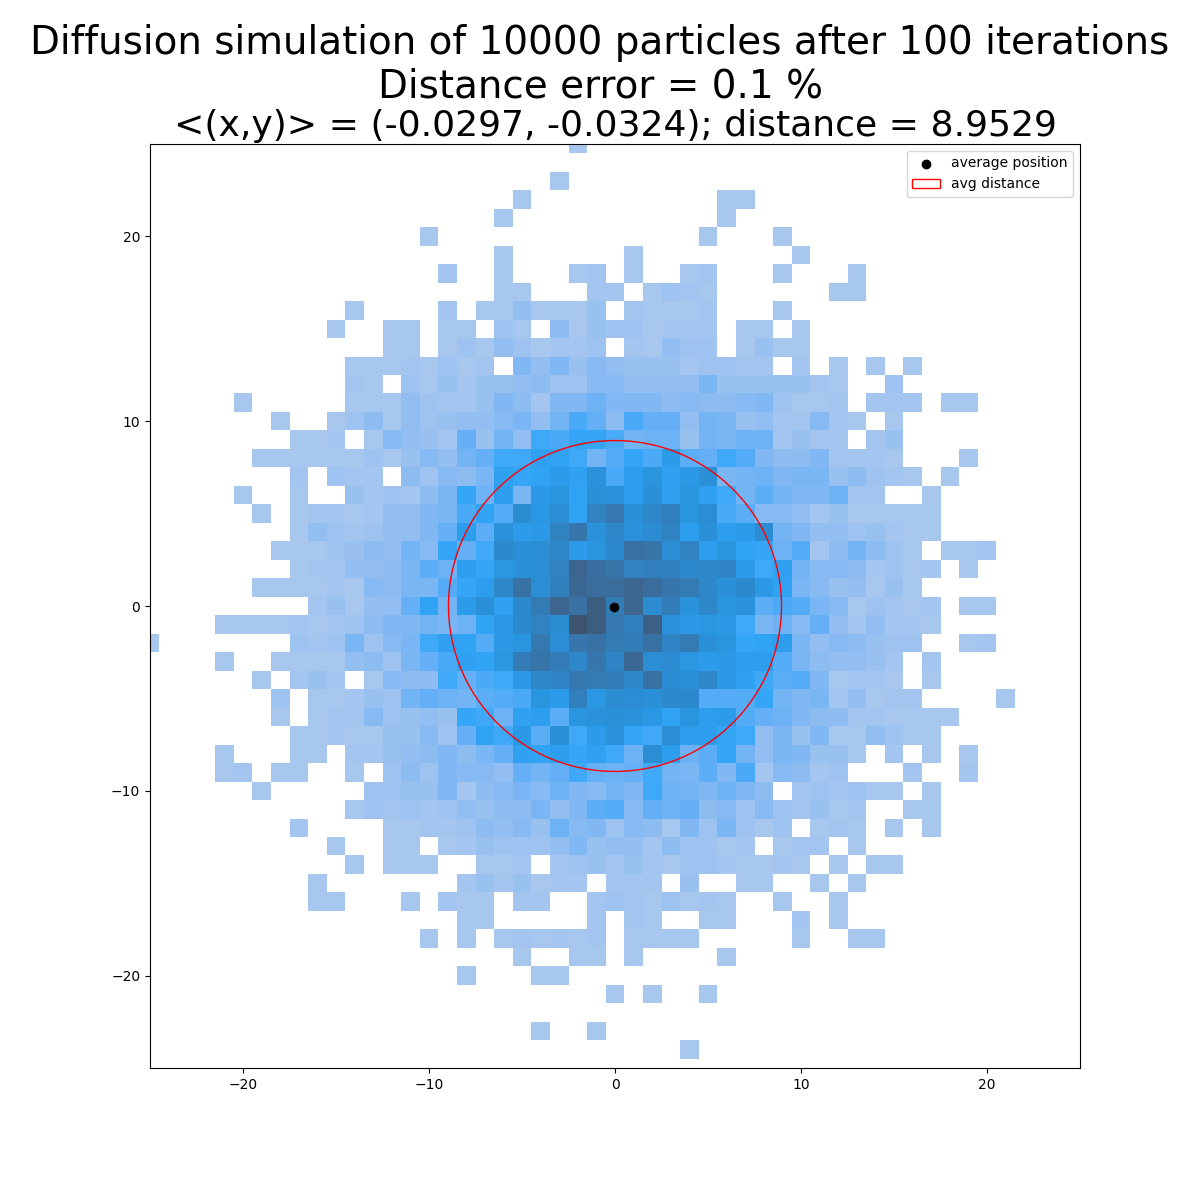 Diffusion simulation of 10000 particles after 100 iterations
Distance error = 0.1 %
<(x,y)> = (-0.0297, -0.0324); distance = 8.9529
average position
avg distance
20
10
0
−10
−20
−20
−10
0
10
20